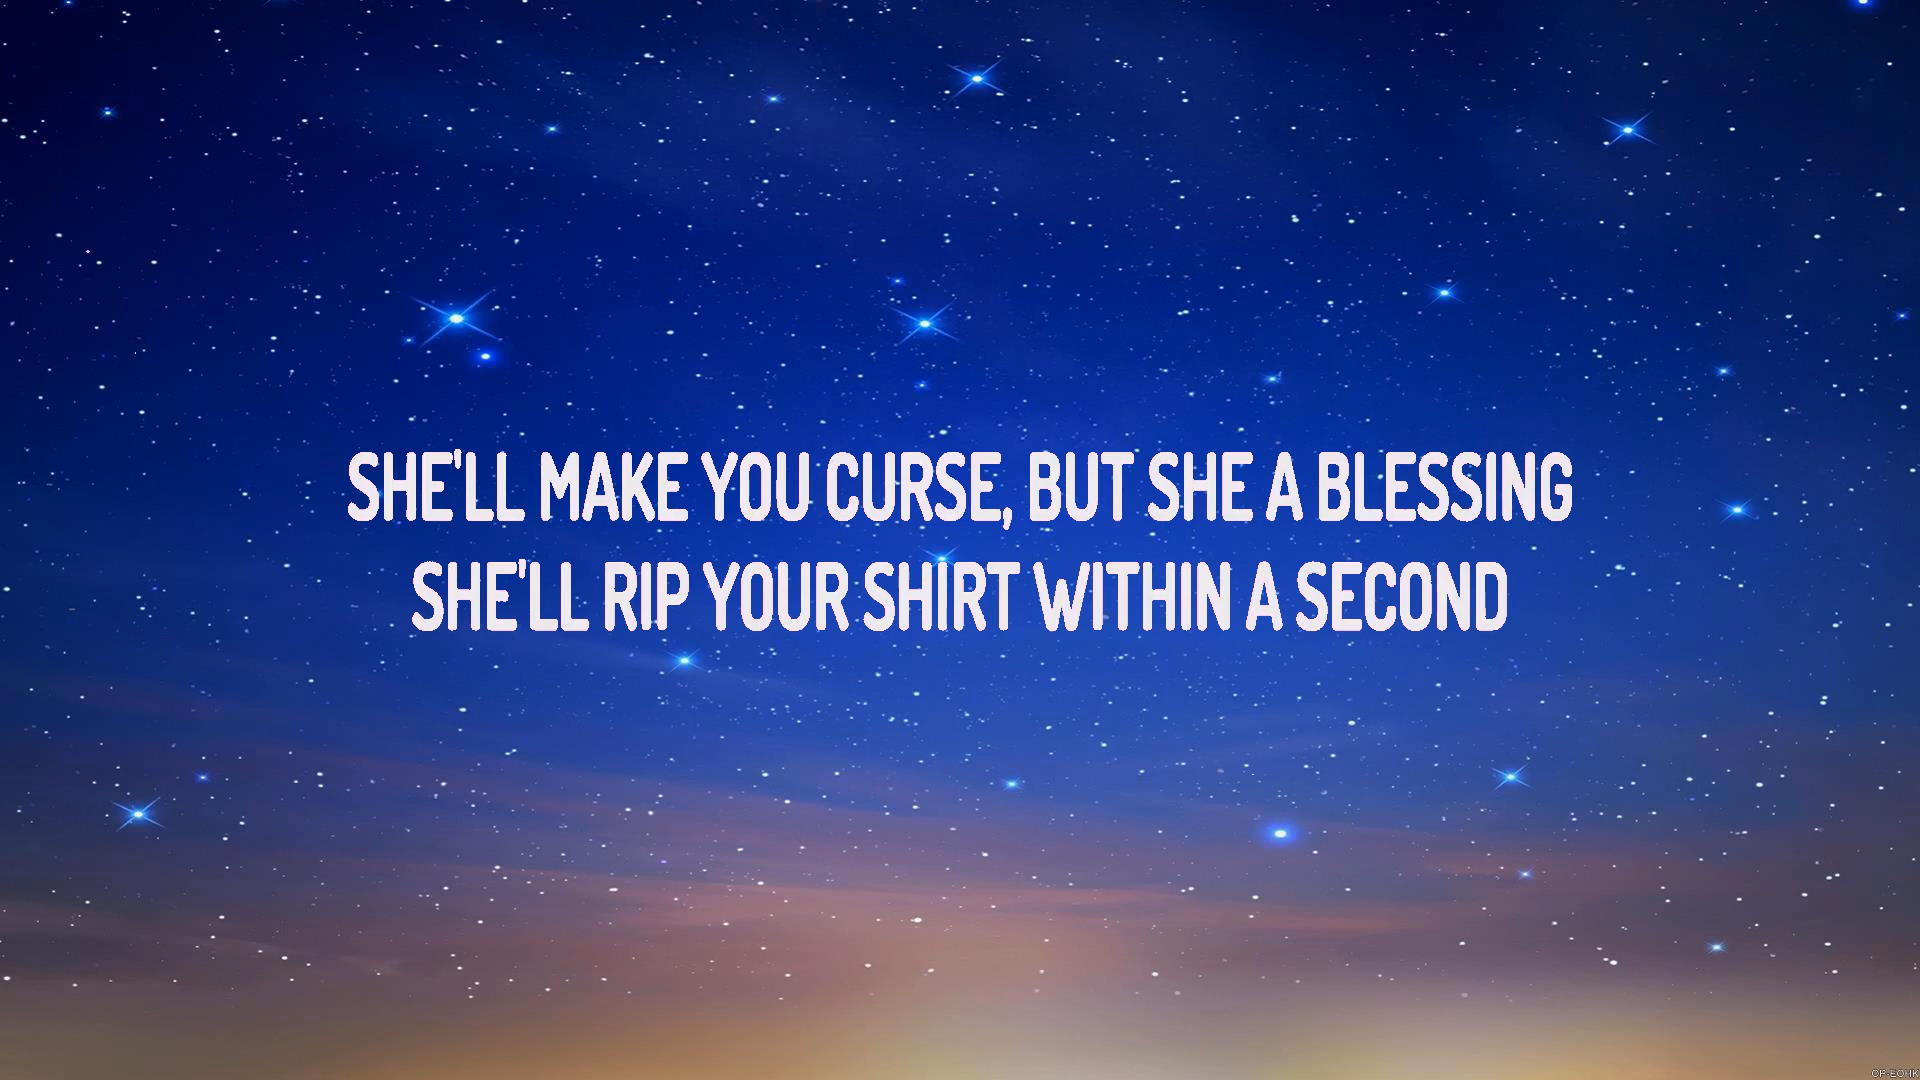 SHE'LL MAKE YOU CURSE, BUT SHE A BLESSING
SHE'LL RIP YOUR SHIRT WITHIN A SECOND